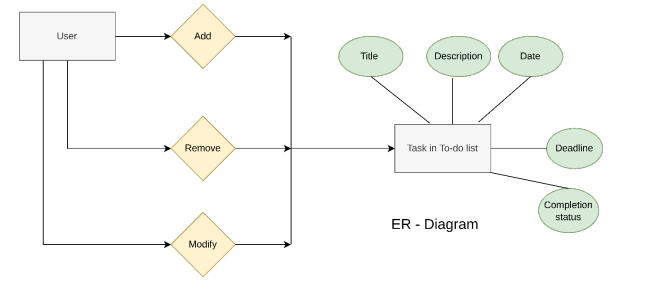 User
Add
Title
Description
Date
Remove
Task in To-do list
Deadline
Completion
status
ER - Diagram
Modify